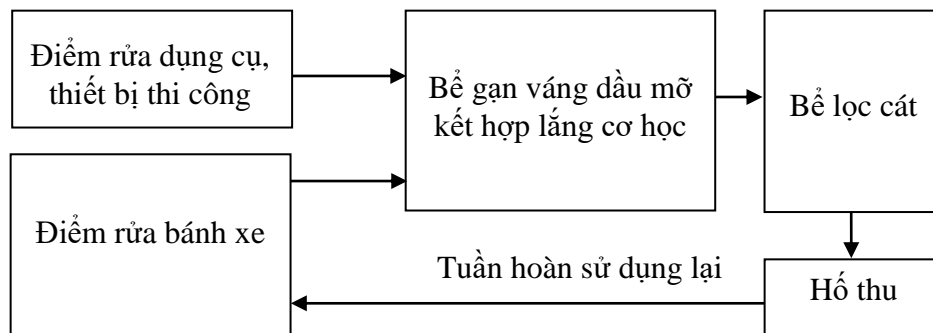 Điểm rửa dụng cụ,
thiết bị thi công
Bể gạn váng dầu mỡ
kết hợp lắng cơ học
Bể lọc cát
Điểm rửa bánh xe
Tuần hoàn sử dụng lại
Hố thu